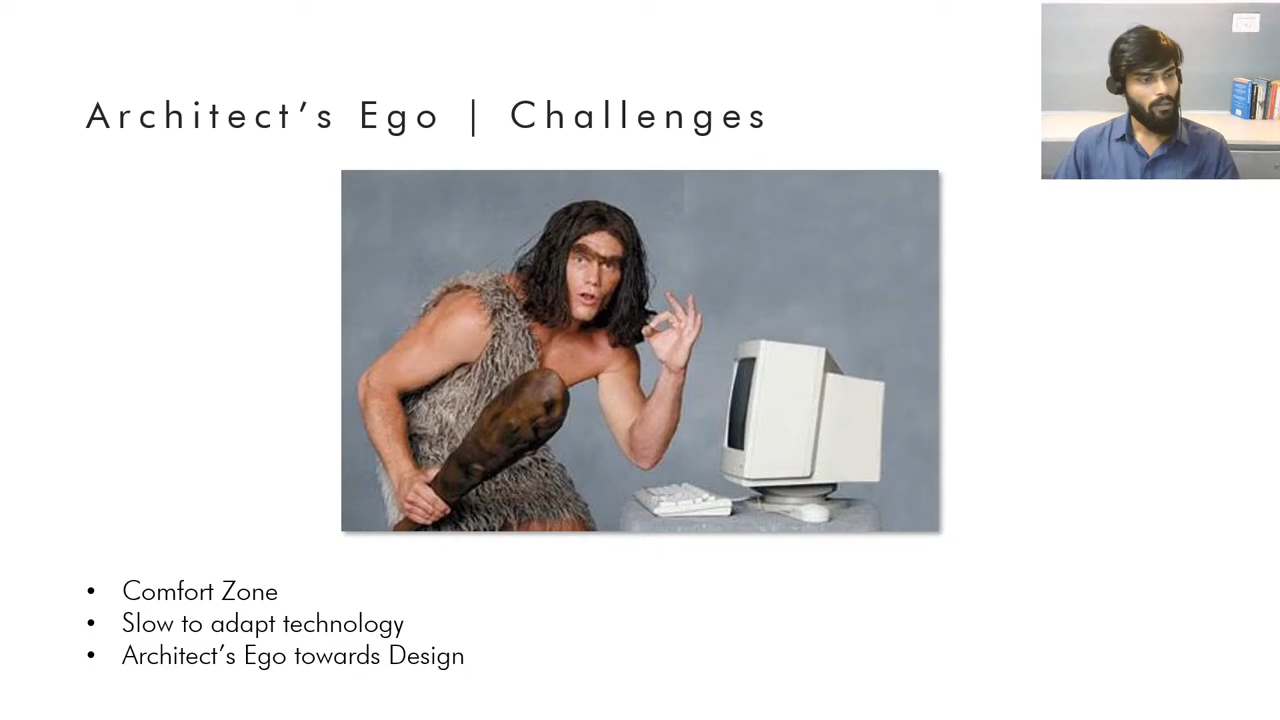 Architect's Ego | Challenges
• Comfort Zone
• Slow to adapt technology
• Architect's Ego towards Design